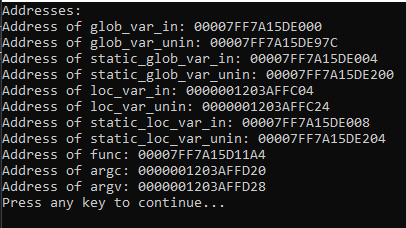 Addresses:
Address of glob_var_in: 00007FF7A15DE000
Address of glob_var_unin: 00007FF7A15DE97C
Address of static_glob_var_in: 00007FF7A15DE004
Address of static_glob_var_unin: 00007FF7A15DE200
Address of loc_var_in: 0000001203AFFC04
Address of loc_var_unin: 0000001203AFFC24
Address of static_loc_var_in: 00007FF7A15DE008
Address of static_loc_var_unin: 00007FF7A15DE204
Address of func: 00007FF7A15D11A4
Address of argc: 0000001203AFFD20
Address of argv: 0000001203AFFD28
Press any key to continue...